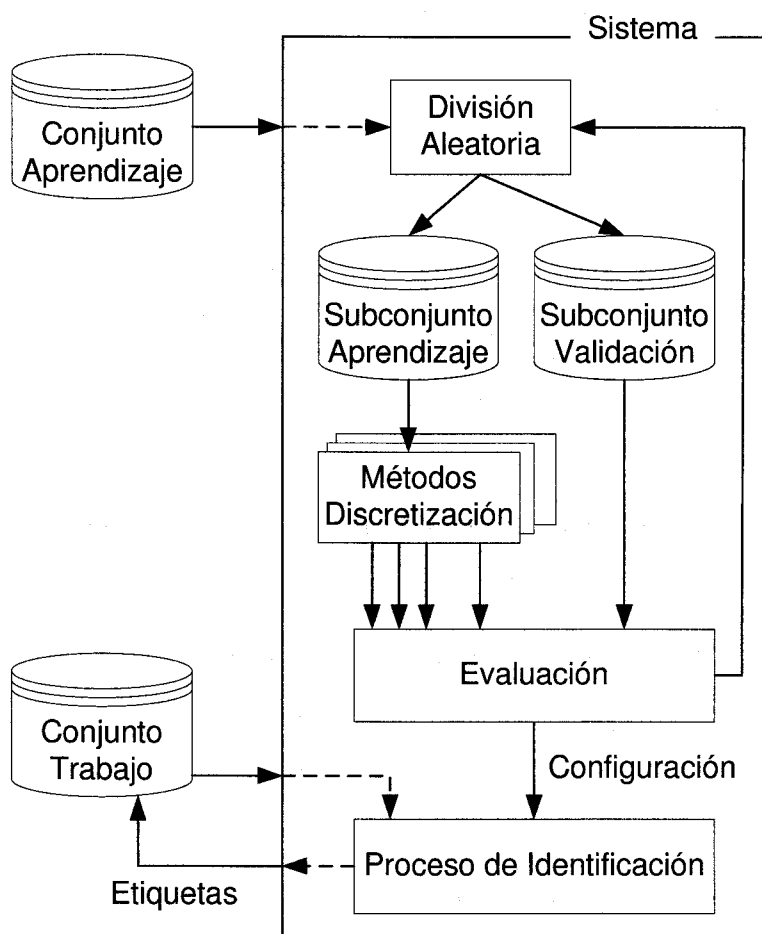 Sistema
Conjunto
Aprendizaje
División
Aleatoria
Subconjunto
Aprendizaje
Subconjunto
Validación
Métodos
Discretización
Evaluación
Conjunto
Trabajo
Configuración
Proceso de Identificación
Etiquetas